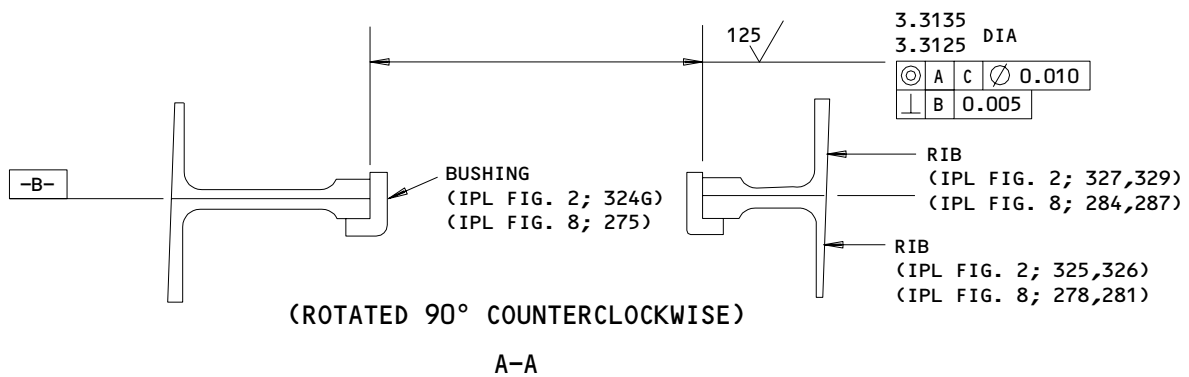 125
3.3135
3.3125 DIA
◎ A C ⌀ 0.010
⊥ B 0.005
-B-
BUSHING
(IPL FIG. 2; 324G)
(IPL FIG. 8; 275)
RIB
(IPL FIG. 2; 327,329)
(IPL FIG. 8; 284,287)
RIB
(IPL FIG. 2; 325,326)
(IPL FIG. 8; 278,281)
(ROTATED 90° COUNTERCLOCKWISE)
A-A